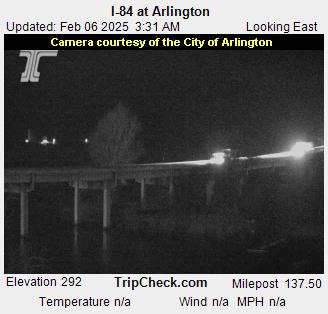 I-84 at Arlington
Updated: Feb 06 2025 3:31 AM Looking East
Camera courtesy of the City of Arlington
Elevation 292 TripCheck.com Milepost 137.50
Temperature n/a Wind n/a MPH n/a